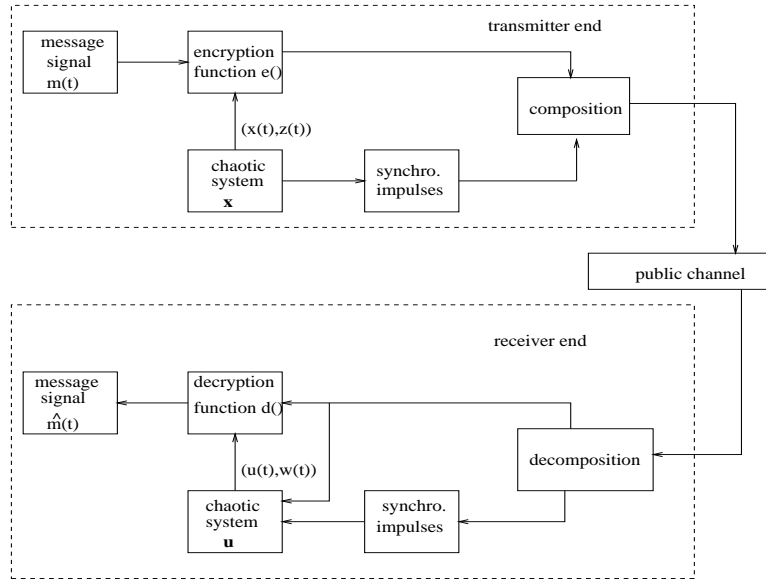 transmitter end
message
signal
m(t)
encryption
function e()
composition
(x(t),z(t))
chaotic
system
x
synchro.
impulses
public channel
receiver end
message
signal
m̂(t)
decryption
function d()
decomposition
(u(t),w(t))
chaotic
system
u
synchro.
impulses